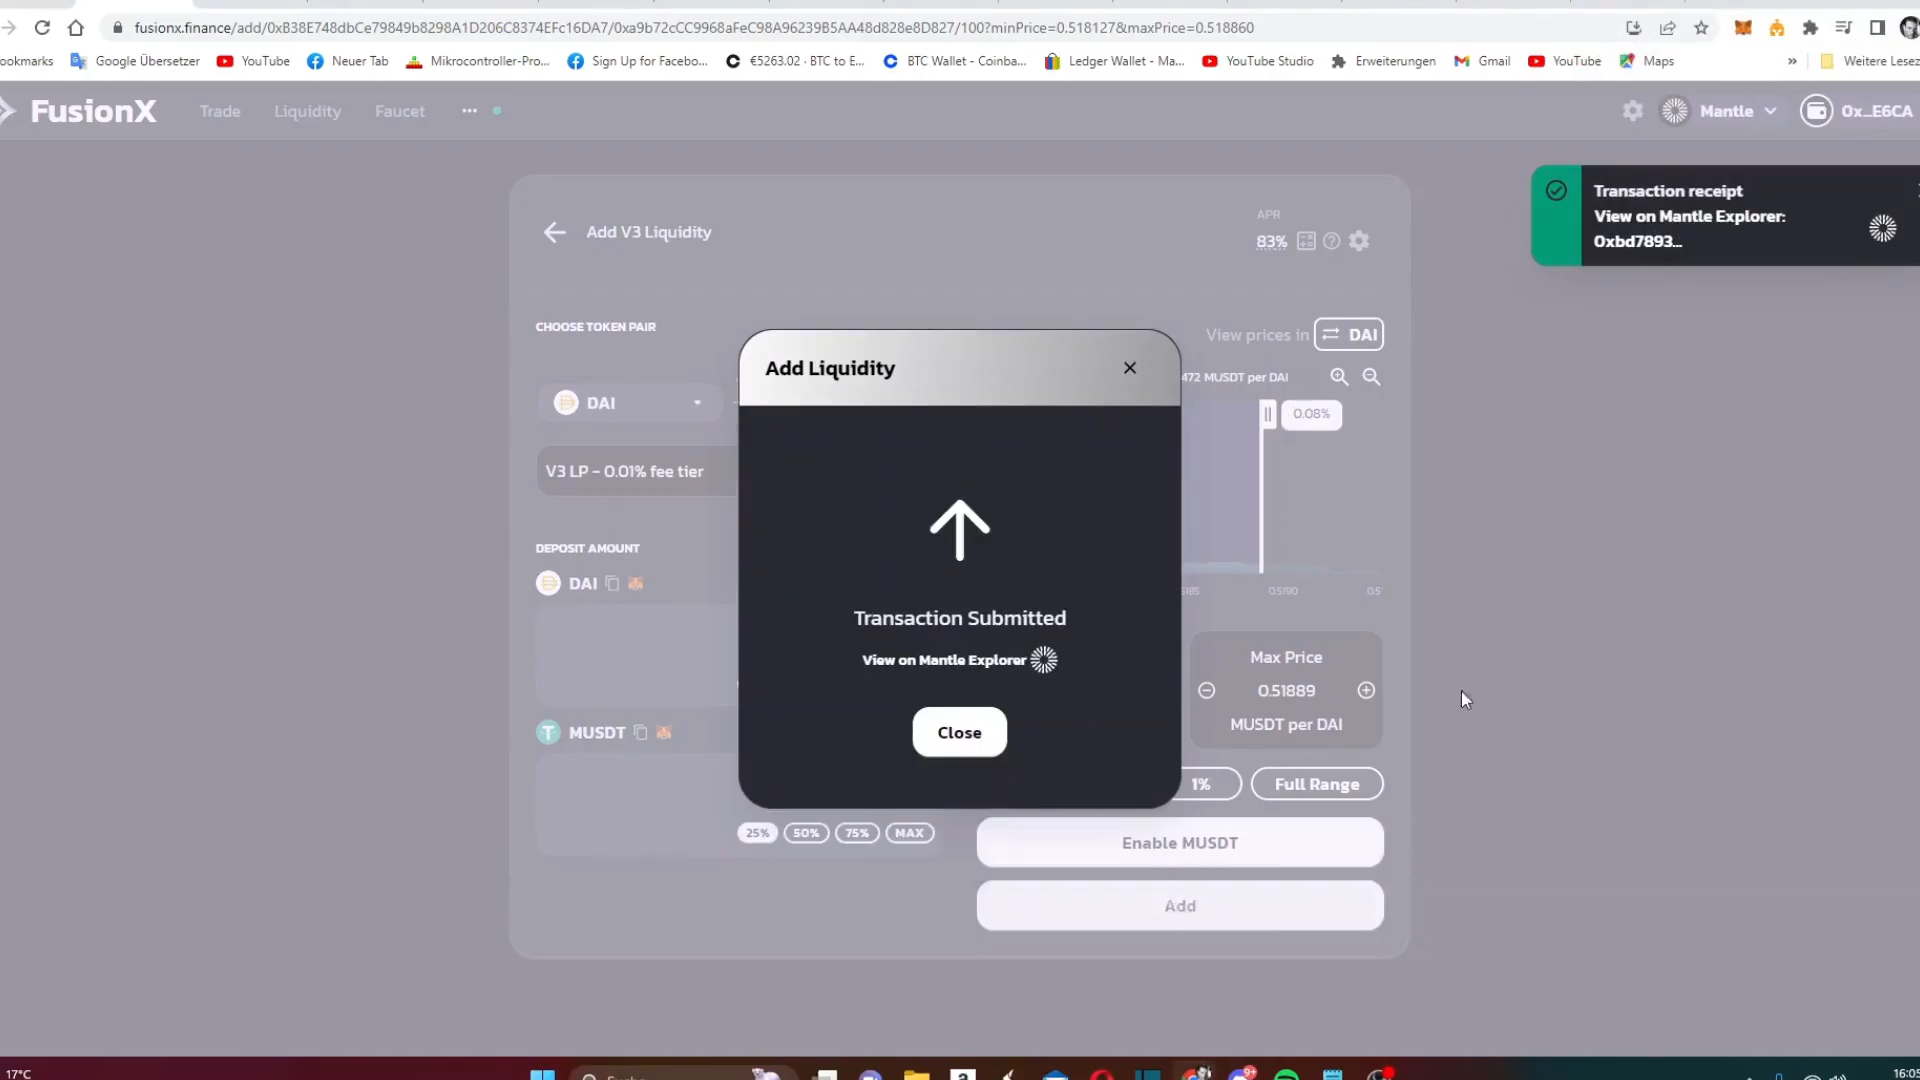 fusionx.finance/add/0xB38E748dbCe79849b8298A1D206C8374EFc16DA7/0xa9b72cCC9968aFeC98A96239B5AA48d828e8D827/100?minPrice=0.518127&maxPrice=0.518860
ookmarks Google Übersetzer YouTube Neuer Tab Mikrocontroller-Pro... Sign Up for Facebo... €5263.02 · BTC to E... BTC Wallet - Coinba... Ledger Wallet - Ma... YouTube Studio Erweiterungen Gmail YouTube Maps » Weitere Lesez
FusionX Trade Liquidity Faucet ••• Mantle 0x_E6CA
Transaction receipt
View on Mantle Explorer:
0xbd7893...
Add V3 Liquidity
APR
83%
CHOOSE TOKEN PAIR
View prices in DAI
Add Liquidity
472 MUSDT per DAI
DAI
0.08%
V3 LP - 0.01% fee tier
DEPOSIT AMOUNT
DAI
0.5190
Transaction Submitted
View on Mantle Explorer
Max Price
0.51889
MUSDT per DAI
MUSDT
Close
1% Full Range
25% 50% 75% MAX
Enable MUSDT
Add
17°C
9+
16:05